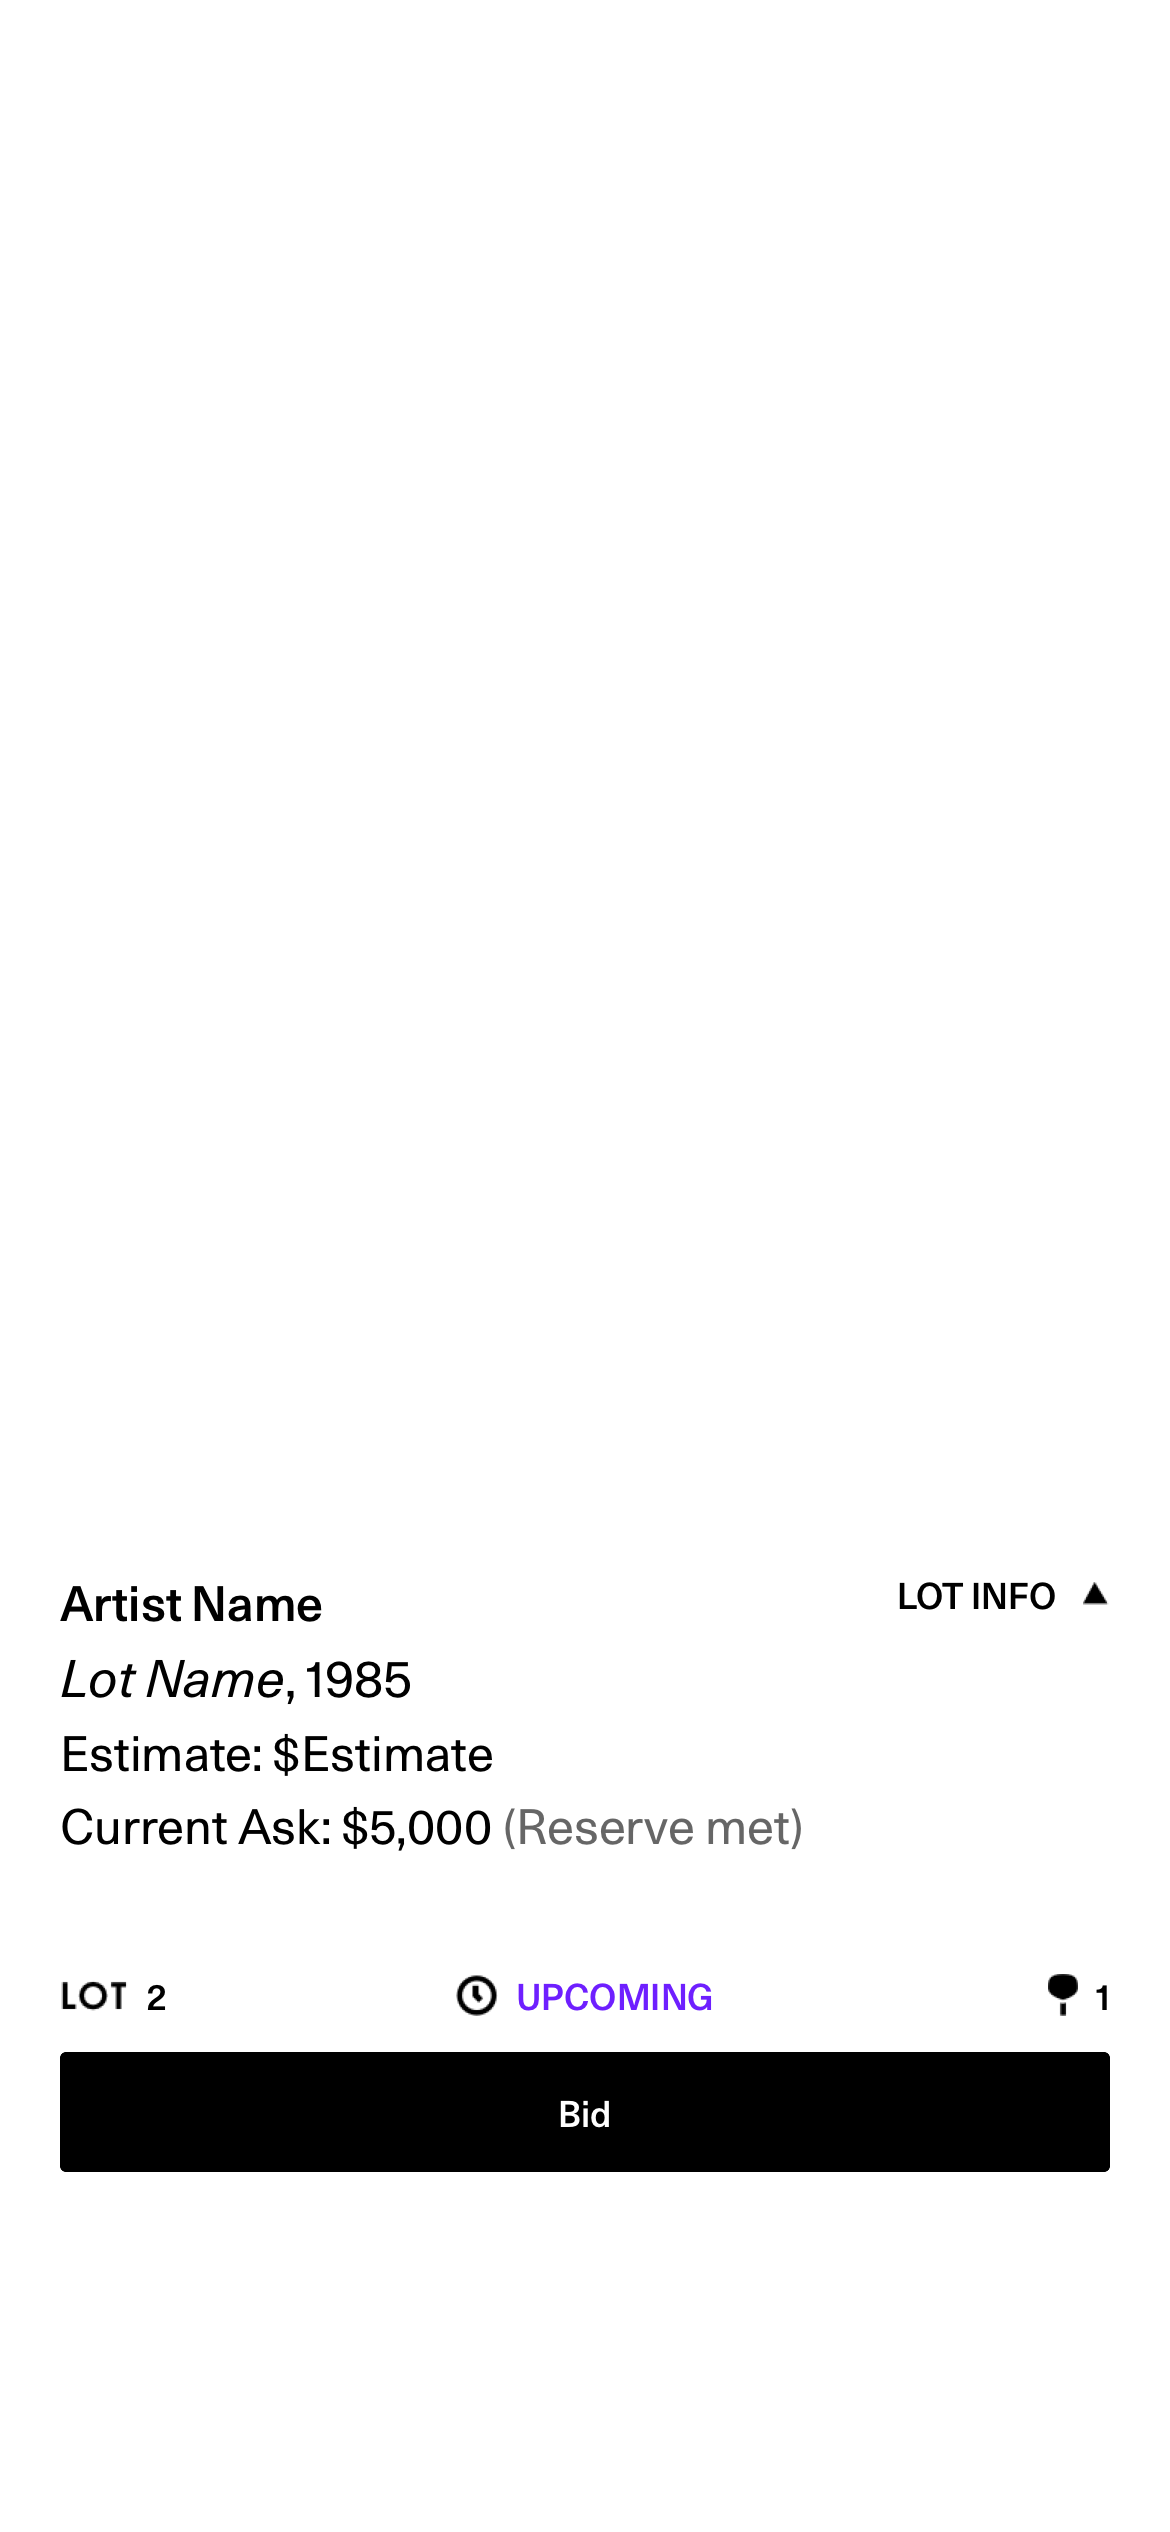 Artist Name
LOT INFO
Lot Name, 1985
Estimate: $Estimate
Current Ask: $5,000 (Reserve met)
LOT 2
UPCOMING
1
Bid